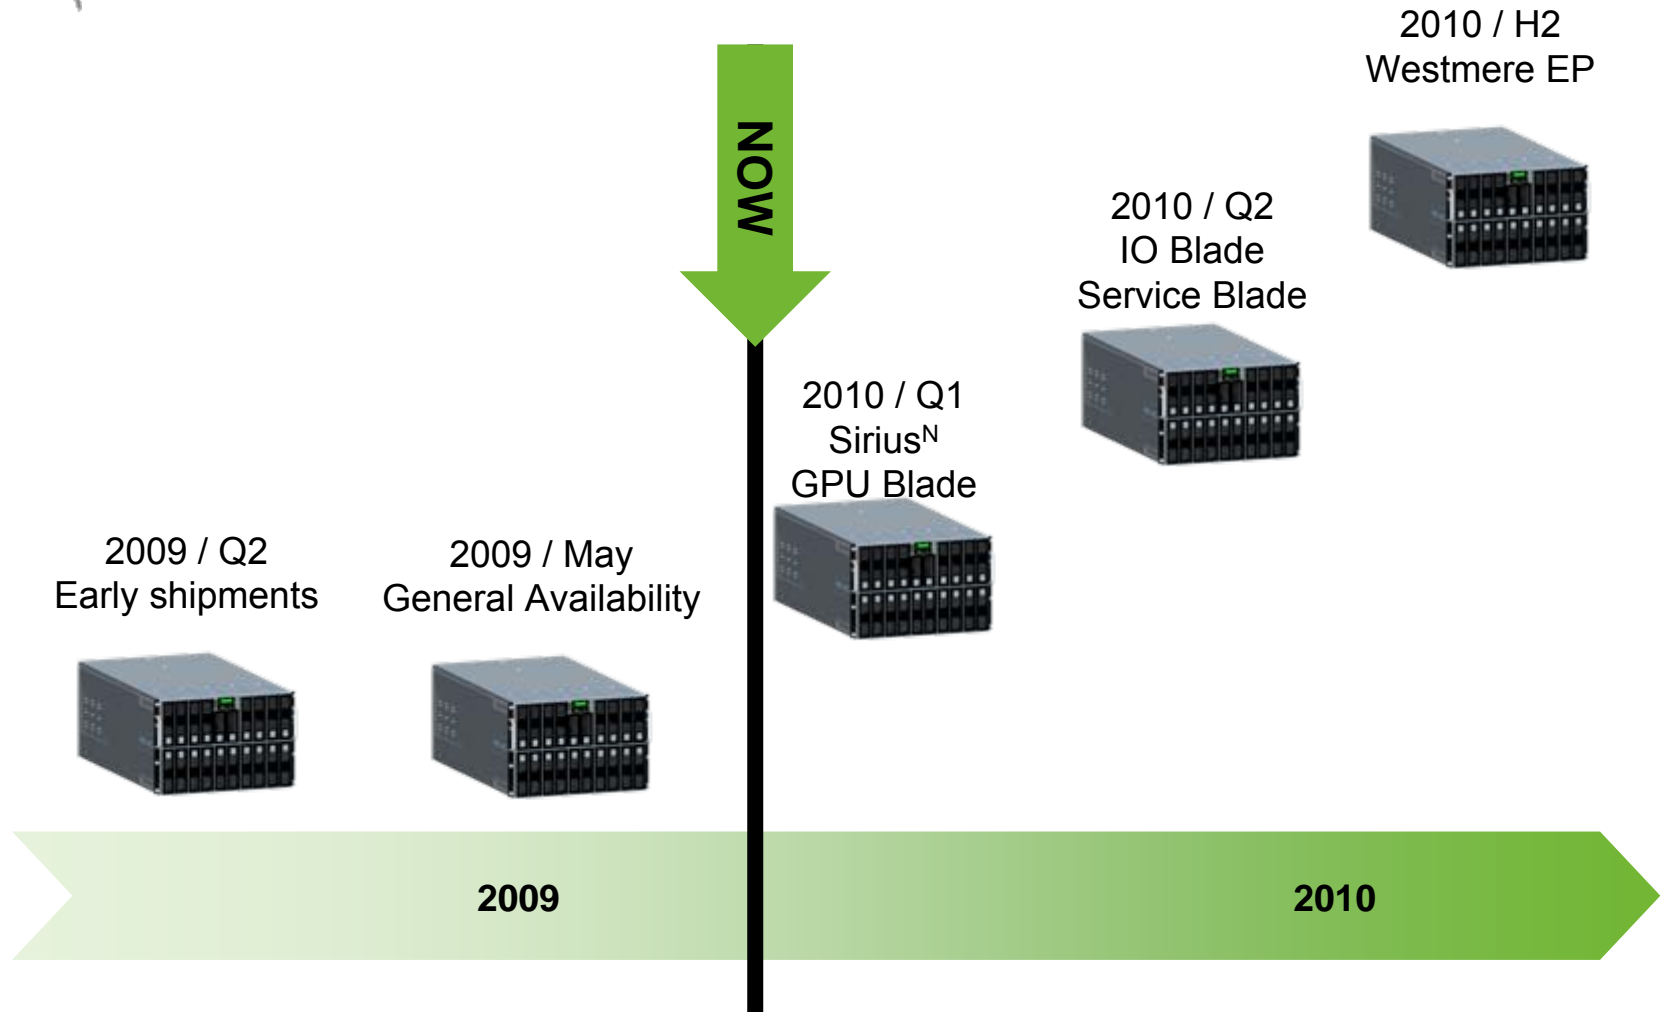 2010 / H2
Westmere EP
NOW
2010 / Q2
IO Blade
Service Blade
2010 / Q1
Siriusᴺ
GPU Blade
2009 / Q2
Early shipments
2009 / May
General Availability
2009
2010